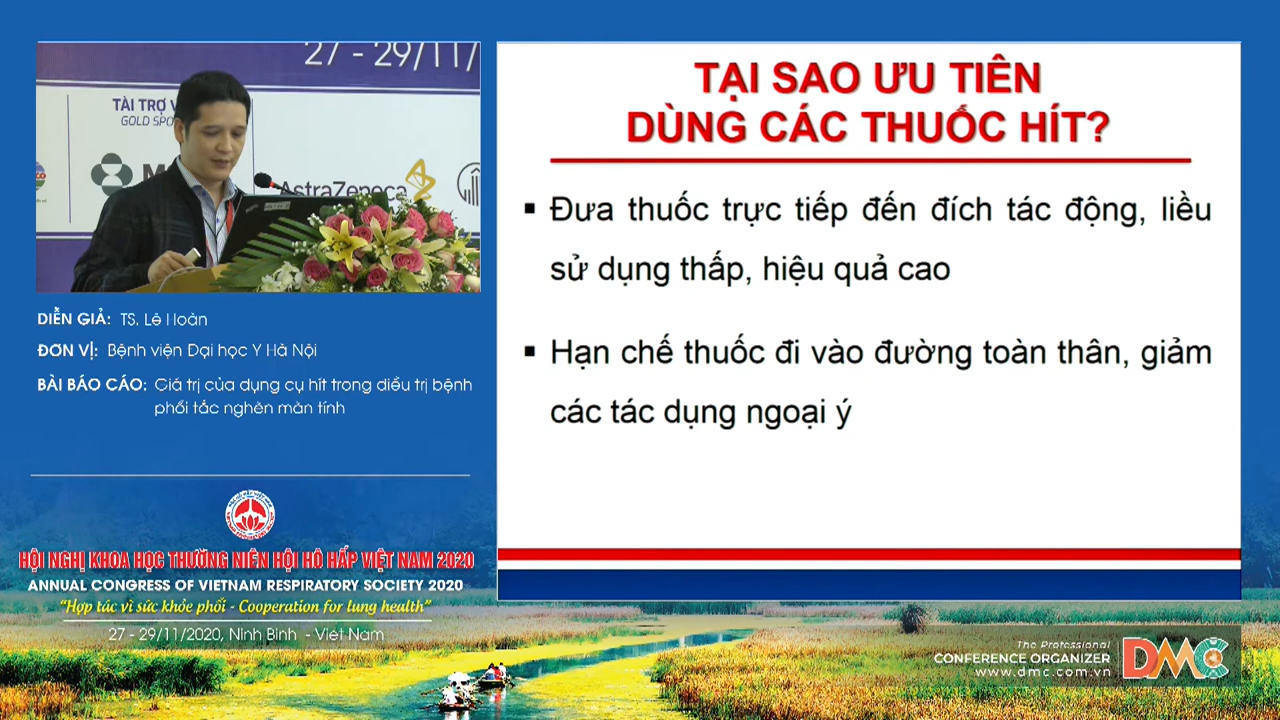 27 - 29/11/
TÀI TRỢ V
GOLD SPO
M
AstraZeneca
DIỄN GIẢ: TS. Lê Hoàn
ĐƠN VỊ: Bệnh viện Đại học Y Hà Nội
BÀI BÁO CÁO: Giá trị của dụng cụ hít trong điều trị bệnh
phổi tắc nghẽn mãn tính
HỘI NGHỊ KHOA HỌC THƯỜNG NIÊN HỘI HÔ HẤP VIỆT NAM 2020
ANNUAL CONGRESS OF VIETNAM RESPIRATORY SOCIETY 2020
“Hợp tác vì sức khỏe phổi - Cooperation for lung health”
27 - 29/11/2020, Ninh Bình - Việt Nam
TẠI SAO ƯU TIÊN
DÙNG CÁC THUỐC HÍT?
▪ Đưa thuốc trực tiếp đến đích tác động, liều
sử dụng thấp, hiệu quả cao
▪ Hạn chế thuốc đi vào đường toàn thân, giảm
các tác dụng ngoại ý
The Professional
CONFERENCE ORGANIZER
www.dmc.com.vn
DMC